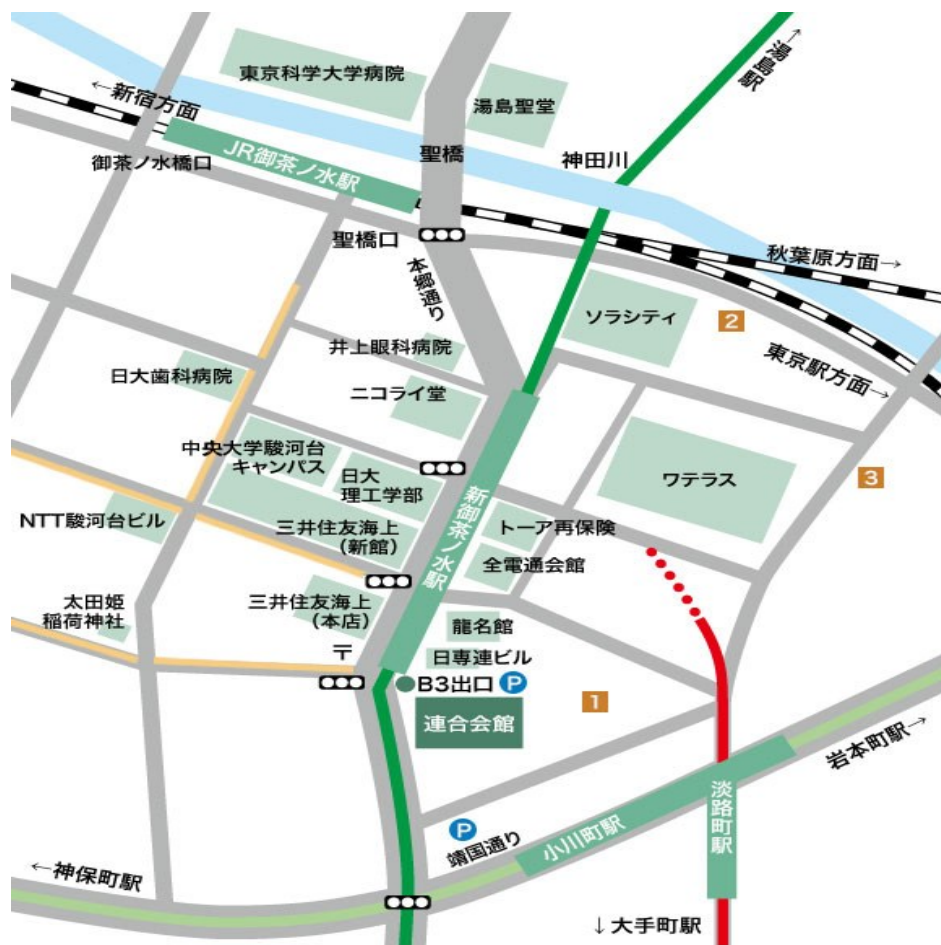 東京科学大学病院
湯島聖堂
→湯島駅
←新宿方面
御茶ノ水橋口
JR御茶ノ水駅
聖橋
神田川
聖橋口
本郷通り
秋葉原方面→
ソラシティ
2
東京駅方面→
井上眼科病院
日大歯科病院
ニコライ堂
中央大学駿河台
キャンパス
日大
理工学部
ワテラス
3
新御茶ノ水駅
NTT駿河台ビル
三井住友海上
（新館）
トーア再保険
全電通会館
太田姫
稲荷神社
三井住友海上
（本店）
龍名館
〒
日専連ビル
B3出口 P
1
連合会館
岩本町駅→
P
靖国通り
小川町駅
淡路町駅
←神保町駅
↓大手町駅